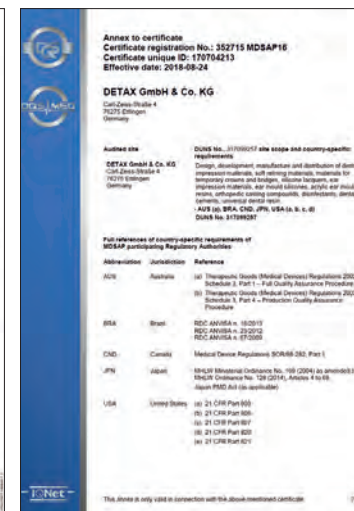 Annex to certificate
Certificate registration No.: 352715 MDSAP16
Certificate unique ID: 170704213
Effective date: 2018-08-24
DETAX GmbH & Co. KG
Carl-Zeiss-Straße 4
76275 Ettlingen
Germany
DQS MED
Audited site
DUNS No., 317099257 site scope and country-specific
requirements
DETAX GmbH & Co. KG
Carl-Zeiss-Straße 4
76275 Ettlingen
Germany
Design, development, manufacture and distribution of
impression materials, soft relining materials, materials for
temporary crowns and bridges, silicone lacquers, ear
impression materials, ear mould silicones, acrylic ear
resins, orthopedic casting compounds, disinfectants,
cements, universal dental resin
- AUS (a), BRA, CND, JPN, USA (a, b, c, d)
DUNS No. 317099257
Full references of country-specific requirements of
MDSAP participating Regulatory Authorities
Abbreviation Jurisdiction Reference
AUS Australia (a) Therapeutic Goods (Medical Devices) Regulations
Schedule 3, Part 1 – Full Quality Assurance Procedure
(b) Therapeutic Goods (Medical Devices) Regulations
Schedule 3, Part 4 – Production Quality Assurance
Procedure
BRA Brazil RDC ANVISA n. 16/2013
RDC ANVISA n. 23/2012
RDC ANVISA n. 67/2009
CND Canada Medical Device Regulations SOR/98-282, Part 1
JPN Japan MHLW Ministerial Ordinance No. 169 (2004) as amended
MHLW Ordinance No. 128 (2014), Articles 4 to 68
Japan PMD Act (as applicable)
USA United States (a) 21 CFR Part 803
(b) 21 CFR Part 806
(c) 21 CFR Part 807
(d) 21 CFR Part 820
(e) 21 CFR Part 821
IQNet
This annex is only valid in connection with the above-mentioned certificate.